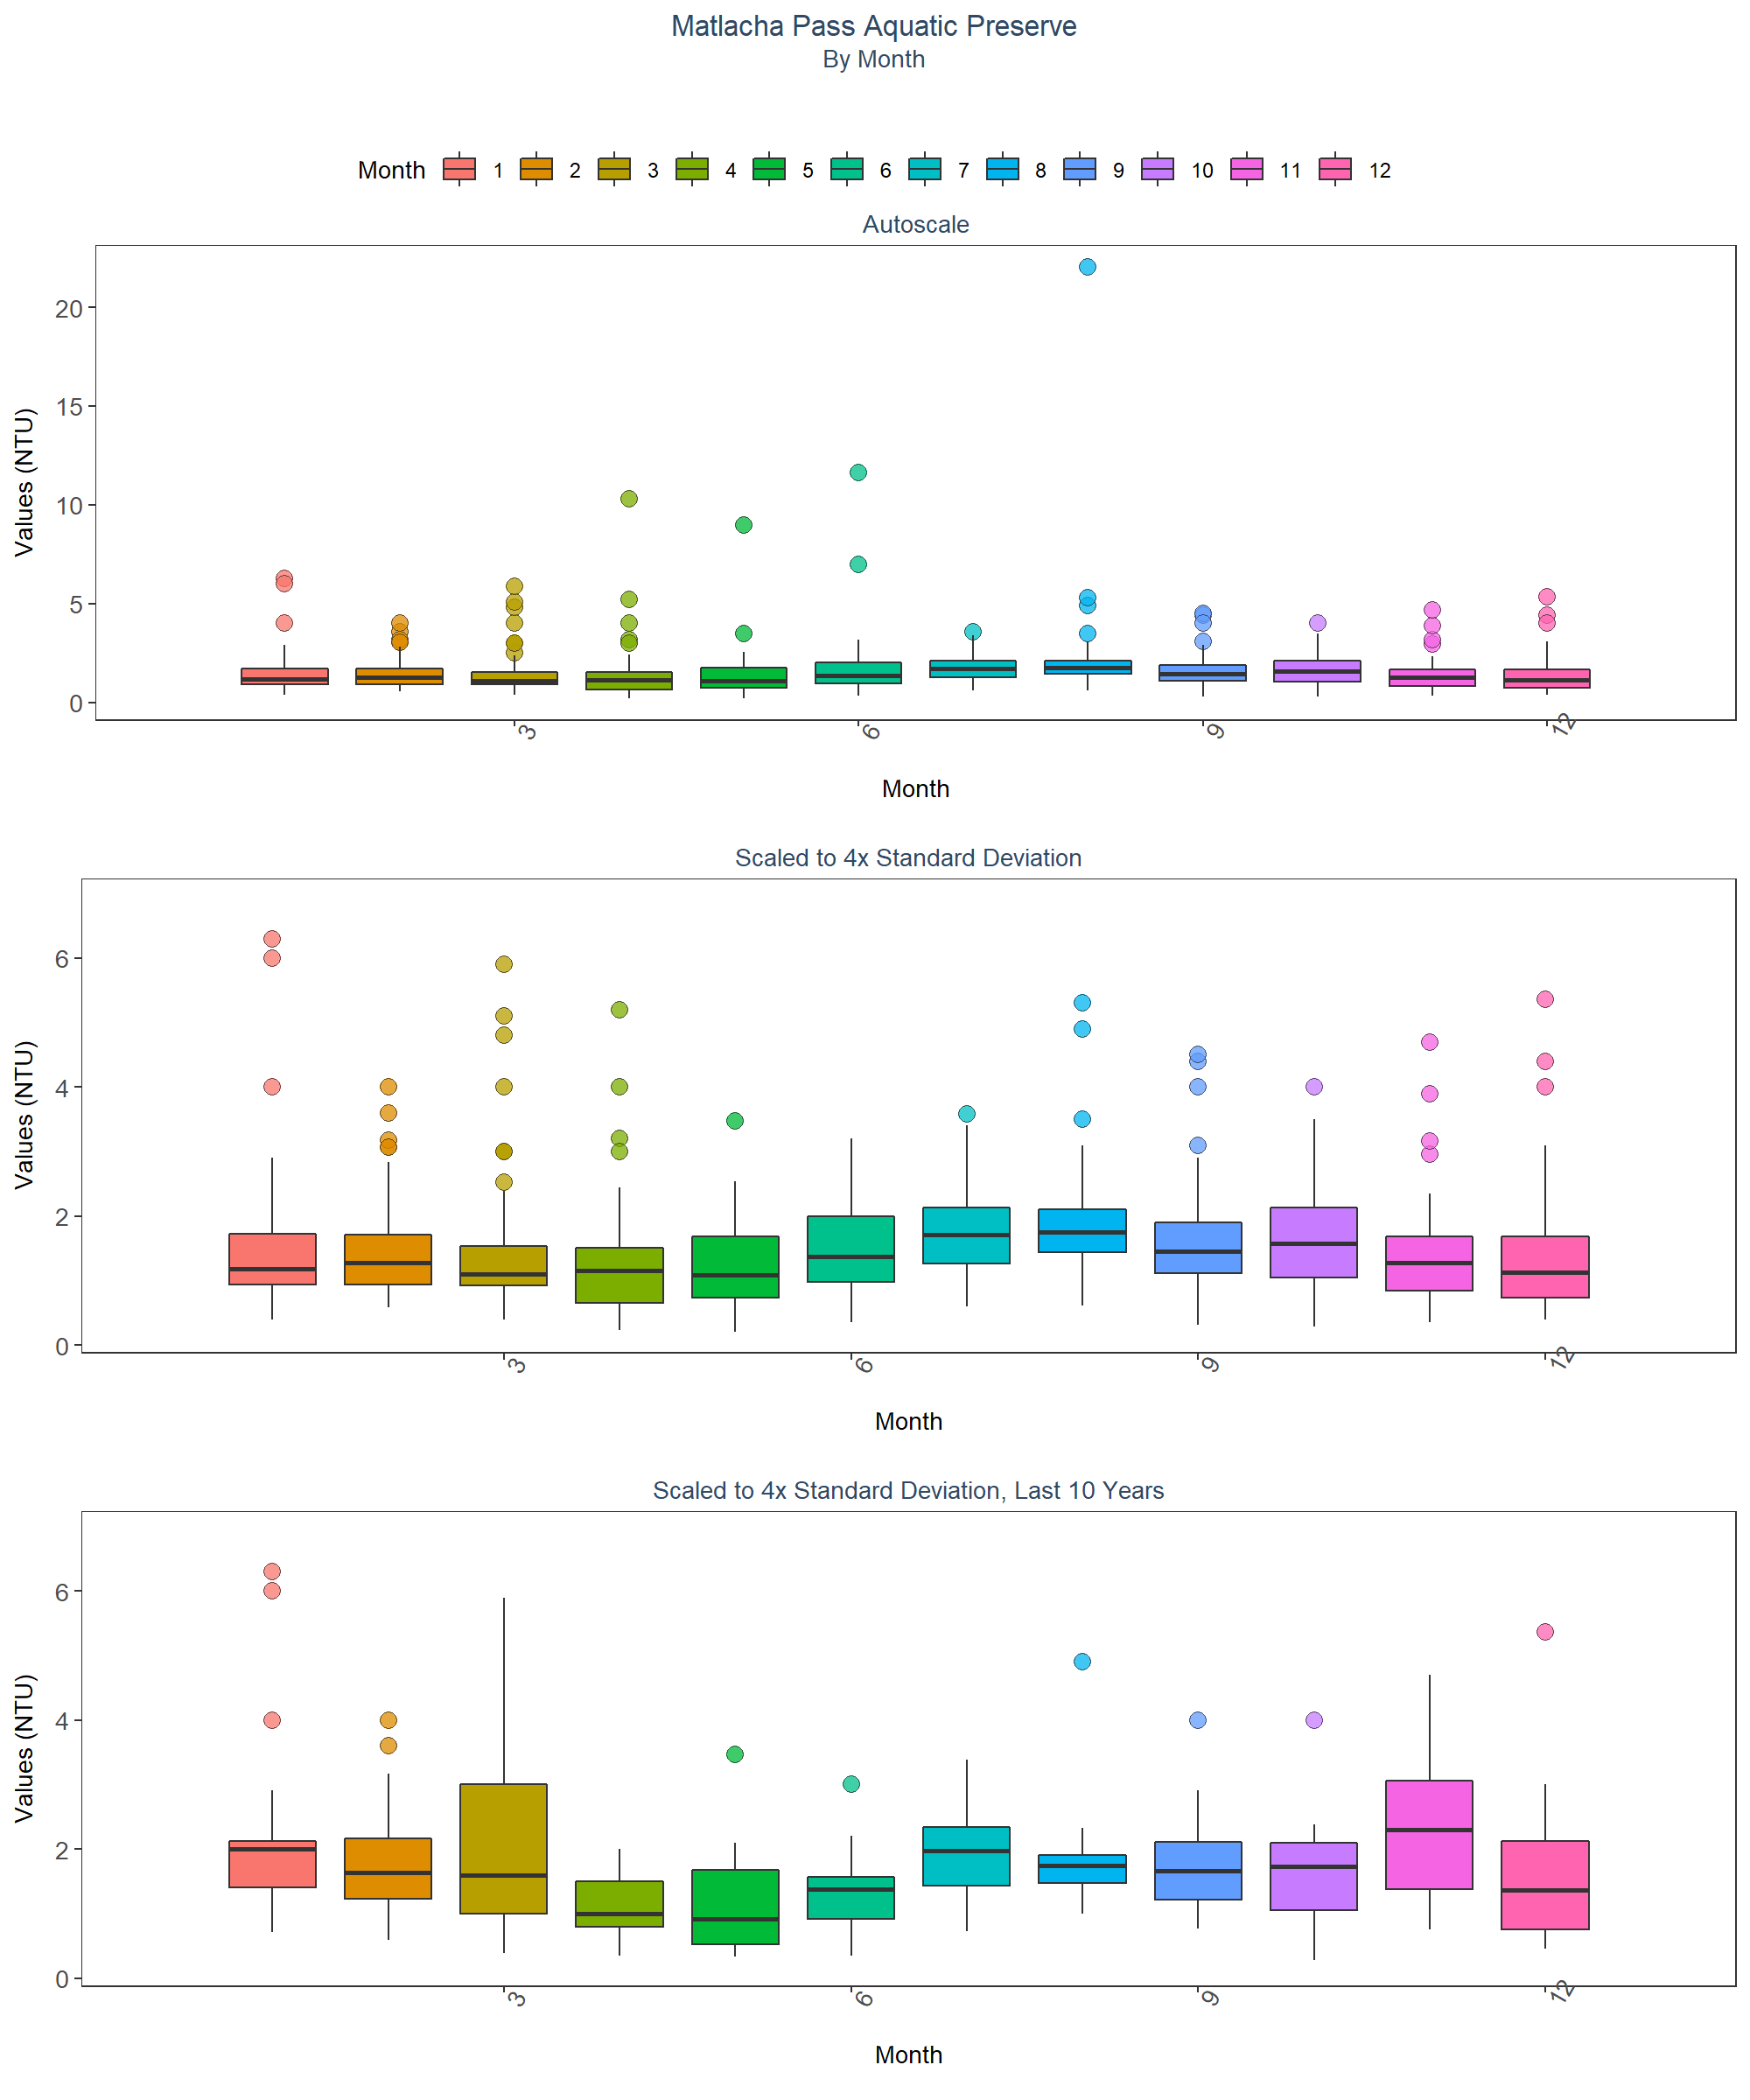 Matlacha Pass Aquatic Preserve
By Month
Month 1 2 3 4 5 6 7 8 9 10 11 12
Autoscale
Values (NTU)
20
15
10
5
0
3 6 9 12
Month
Scaled to 4x Standard Deviation
Values (NTU)
6
4
2
0
3 6 9 12
Month
Scaled to 4x Standard Deviation, Last 10 Years
Values (NTU)
6
4
2
0
3 6 9 12
Month